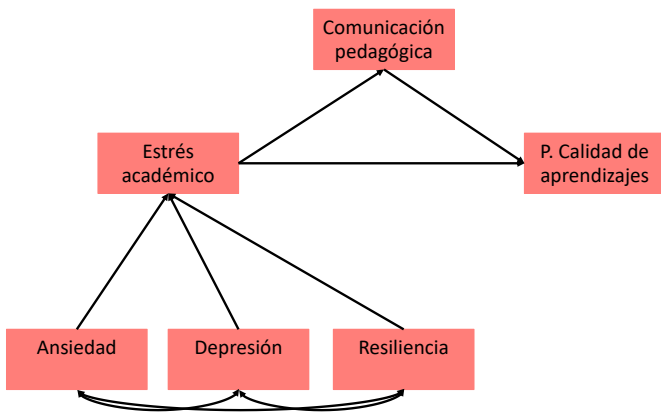 Comunicación
pedagógica
Estrés
académico
P. Calidad de
aprendizajes
Ansiedad
Depresión
Resiliencia